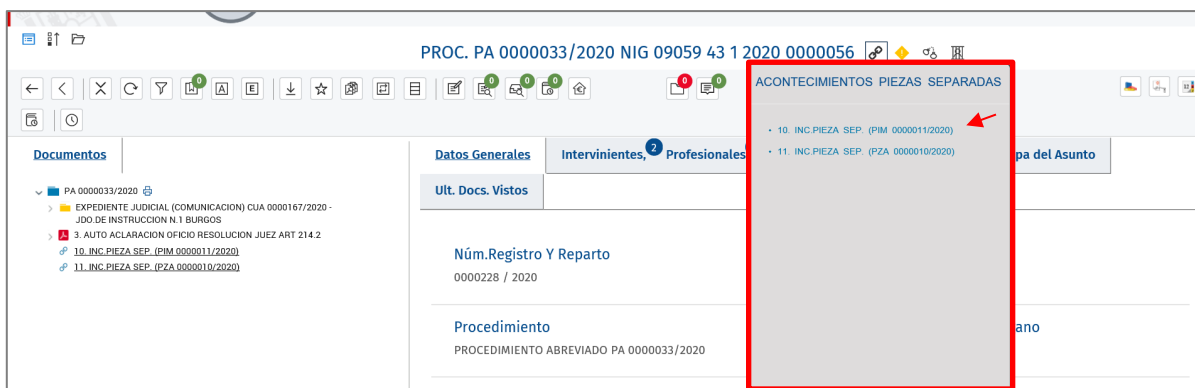 PROC. PA 0000033/2020 NIG 09059 43 1 2020 0000056
0
A
E
0
0
0
0
0
ACONTECIMIENTOS PIEZAS SEPARADAS
• 10. INC.PIEZA SEP. (PIM 0000011/2020)
• 11. INC.PIEZA SEP. (PZA 0000010/2020)
Documentos
PA 0000033/2020
EXPEDIENTE JUDICIAL (COMUNICACION) CUA 0000167/2020 -
JDO.DE INSTRUCCION N.1 BURGOS
3. AUTO ACLARACION OFICIO RESOLUCION JUEZ ART 214.2
10. INC.PIEZA SEP. (PIM 0000011/2020)
11. INC.PIEZA SEP. (PZA 0000010/2020)
Datos Generales
Intervinientes, 2 Profesionales
pa del Asunto
Ult. Docs. Vistos
Núm.Registro Y Reparto
0000228 / 2020
Procedimiento
ano
PROCEDIMIENTO ABREVIADO PA 0000033/2020